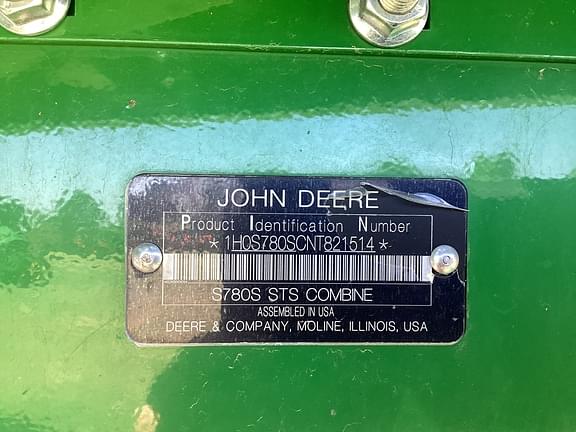 JOHN DEERE
Product Identification Number
*1H0S780SCNT821514*
S780S STS COMBINE
ASSEMBLED IN USA
DEERE & COMPANY, MOLINE, ILLINOIS, USA